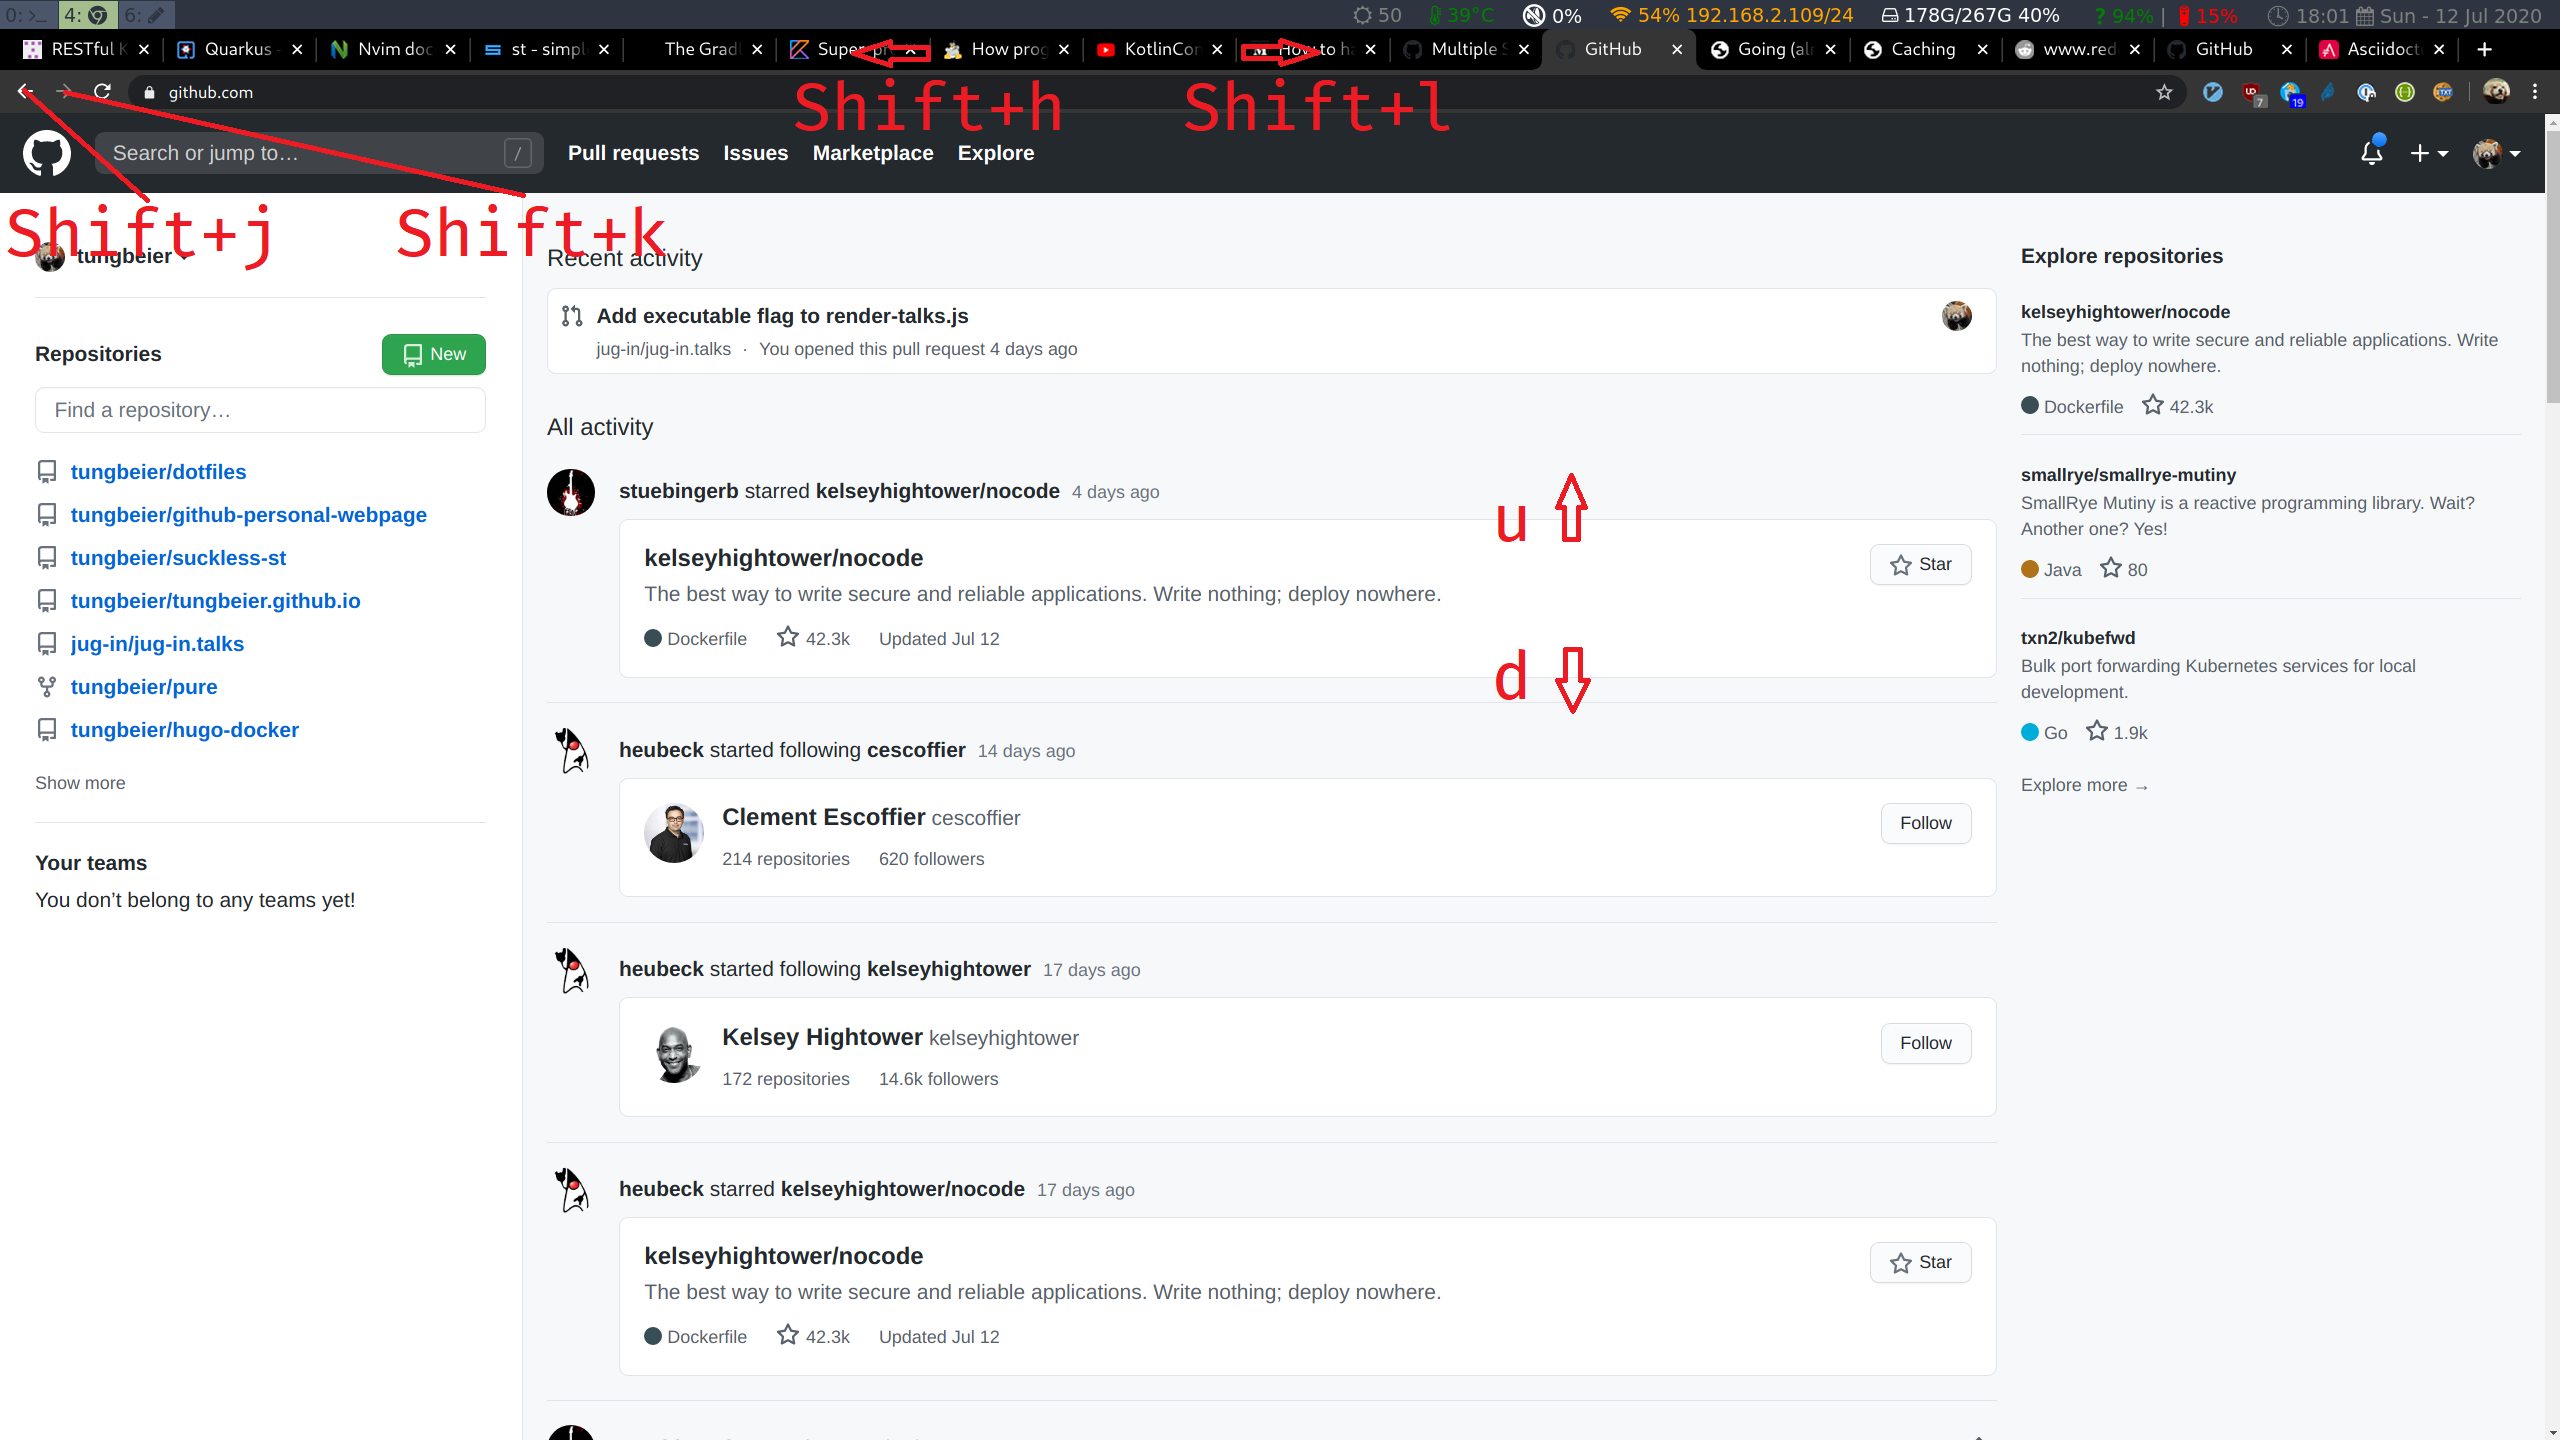 0: >_ 4: 6:
50 39°C 0% 54% 192.168.2.109/24 178G/267G 40% ? 94% | 15% 18:01 Sun - 12 Jul 2020
RESTful Quarkus Nvim doc st - simpl The Gradl Super How prog KotlinCon How to ha Multiple GitHub Going (al Caching www.red GitHub Asciidoct
github.com
Shift+h Shift+l
Search or jump to… / Pull requests Issues Marketplace Explore
Shift+j Shift+k
tungbeier
Repositories New
Find a repository…
tungbeier/dotfiles
tungbeier/github-personal-webpage
tungbeier/suckless-st
tungbeier/tungbeier.github.io
jug-in/jug-in.talks
tungbeier/pure
tungbeier/hugo-docker
Show more
Your teams
You don’t belong to any teams yet!
Recent activity
Add executable flag to render-talks.js
jug-in/jug-in.talks · You opened this pull request 4 days ago
All activity
stuebingerb starred kelseyhightower/nocode 4 days ago
u
kelseyhightower/nocode Star
The best way to write secure and reliable applications. Write nothing; deploy nowhere.
Dockerfile 42.3k Updated Jul 12
d
heubeck started following cescoffier 14 days ago
Clement Escoffier cescoffier Follow
214 repositories 620 followers
heubeck started following kelseyhightower 17 days ago
Kelsey Hightower kelseyhightower Follow
172 repositories 14.6k followers
heubeck starred kelseyhightower/nocode 17 days ago
kelseyhightower/nocode Star
The best way to write secure and reliable applications. Write nothing; deploy nowhere.
Dockerfile 42.3k Updated Jul 12
Explore repositories
kelseyhightower/nocode
The best way to write secure and reliable applications. Write
nothing; deploy nowhere.
Dockerfile 42.3k
smallrye/smallrye-mutiny
SmallRye Mutiny is a reactive programming library. Wait?
Another one? Yes!
Java 80
txn2/kubefwd
Bulk port forwarding Kubernetes services for local
development.
Go 1.9k
Explore more →